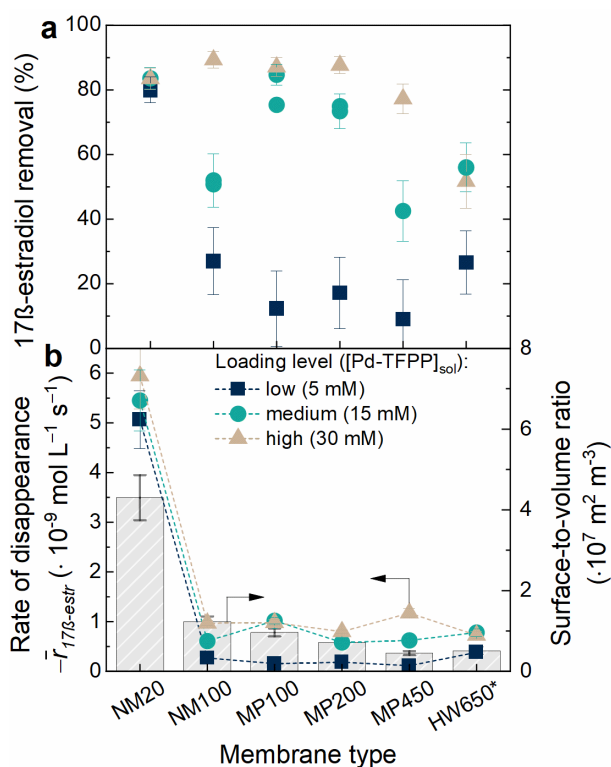 a
100
80
60
40
20
0
17ß-estradiol removal (%)
b
Loading level ([Pd-TFPP]sol):
low (5 mM)
medium (15 mM)
high (30 mM)
6
5
4
3
2
1
0
Rate of disappearance
−r̄17ß-estr (· 10⁻⁹ mol L⁻¹ s⁻¹)
8
6
4
2
0
Surface-to-volume ratio
(·10⁷ m² m⁻³)
NM20
NM100
MP100
MP200
MP450
HW650*
Membrane type